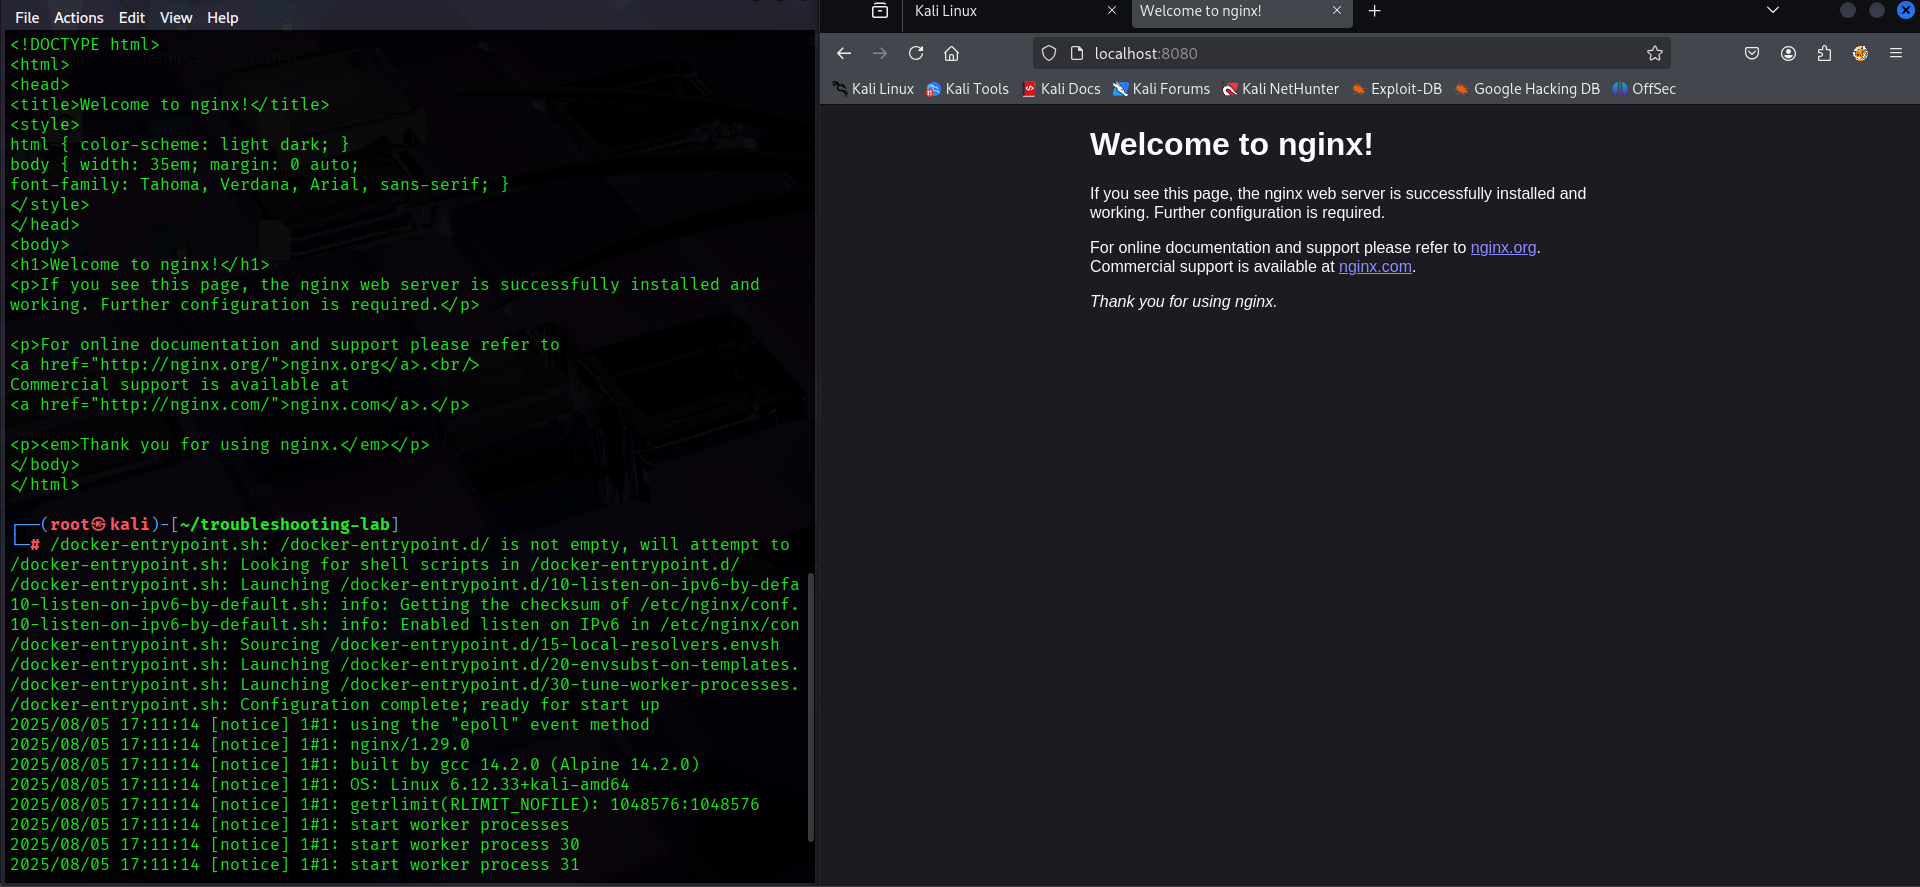 File Actions Edit View Help
<!DOCTYPE html>
<html>
<head>
<title>Welcome to nginx!</title>
<style>
html { color-scheme: light dark; }
body { width: 35em; margin: 0 auto;
font-family: Tahoma, Verdana, Arial, sans-serif; }
</style>
</head>
<body>
<h1>Welcome to nginx!</h1>
<p>If you see this page, the nginx web server is successfully installed and
working. Further configuration is required.</p>
<p>For online documentation and support please refer to
<a href="http://nginx.org/">nginx.org</a>.<br/>
Commercial support is available at
<a href="http://nginx.com/">nginx.com</a>.</p>
<p><em>Thank you for using nginx.</em></p>
</body>
</html>
┌──(root㉿kali)-[~/troubleshooting-lab]
└─# /docker-entrypoint.sh: /docker-entrypoint.d/ is not empty, will attempt to
/docker-entrypoint.sh: Looking for shell scripts in /docker-entrypoint.d/
/docker-entrypoint.sh: Launching /docker-entrypoint.d/10-listen-on-ipv6-by-defa
10-listen-on-ipv6-by-default.sh: info: Getting the checksum of /etc/nginx/conf.
10-listen-on-ipv6-by-default.sh: info: Enabled listen on IPv6 in /etc/nginx/con
/docker-entrypoint.sh: Sourcing /docker-entrypoint.d/15-local-resolvers.envsh
/docker-entrypoint.sh: Launching /docker-entrypoint.d/20-envsubst-on-templates.
/docker-entrypoint.sh: Launching /docker-entrypoint.d/30-tune-worker-processes.
/docker-entrypoint.sh: Configuration complete; ready for start up
2025/08/05 17:11:14 [notice] 1#1: using the "epoll" event method
2025/08/05 17:11:14 [notice] 1#1: nginx/1.29.0
2025/08/05 17:11:14 [notice] 1#1: built by gcc 14.2.0 (Alpine 14.2.0)
2025/08/05 17:11:14 [notice] 1#1: OS: Linux 6.12.33+kali-amd64
2025/08/05 17:11:14 [notice] 1#1: getrlimit(RLIMIT_NOFILE): 1048576:1048576
2025/08/05 17:11:14 [notice] 1#1: start worker processes
2025/08/05 17:11:14 [notice] 1#1: start worker process 30
2025/08/05 17:11:14 [notice] 1#1: start worker process 31
Kali Linux
Welcome to nginx!
localhost:8080
Kali Linux Kali Tools Kali Docs Kali Forums Kali NetHunter Exploit-DB Google Hacking DB OffSec
Welcome to nginx!
If you see this page, the nginx web server is successfully installed and
working. Further configuration is required.
For online documentation and support please refer to nginx.org.
Commercial support is available at nginx.com.
Thank you for using nginx.